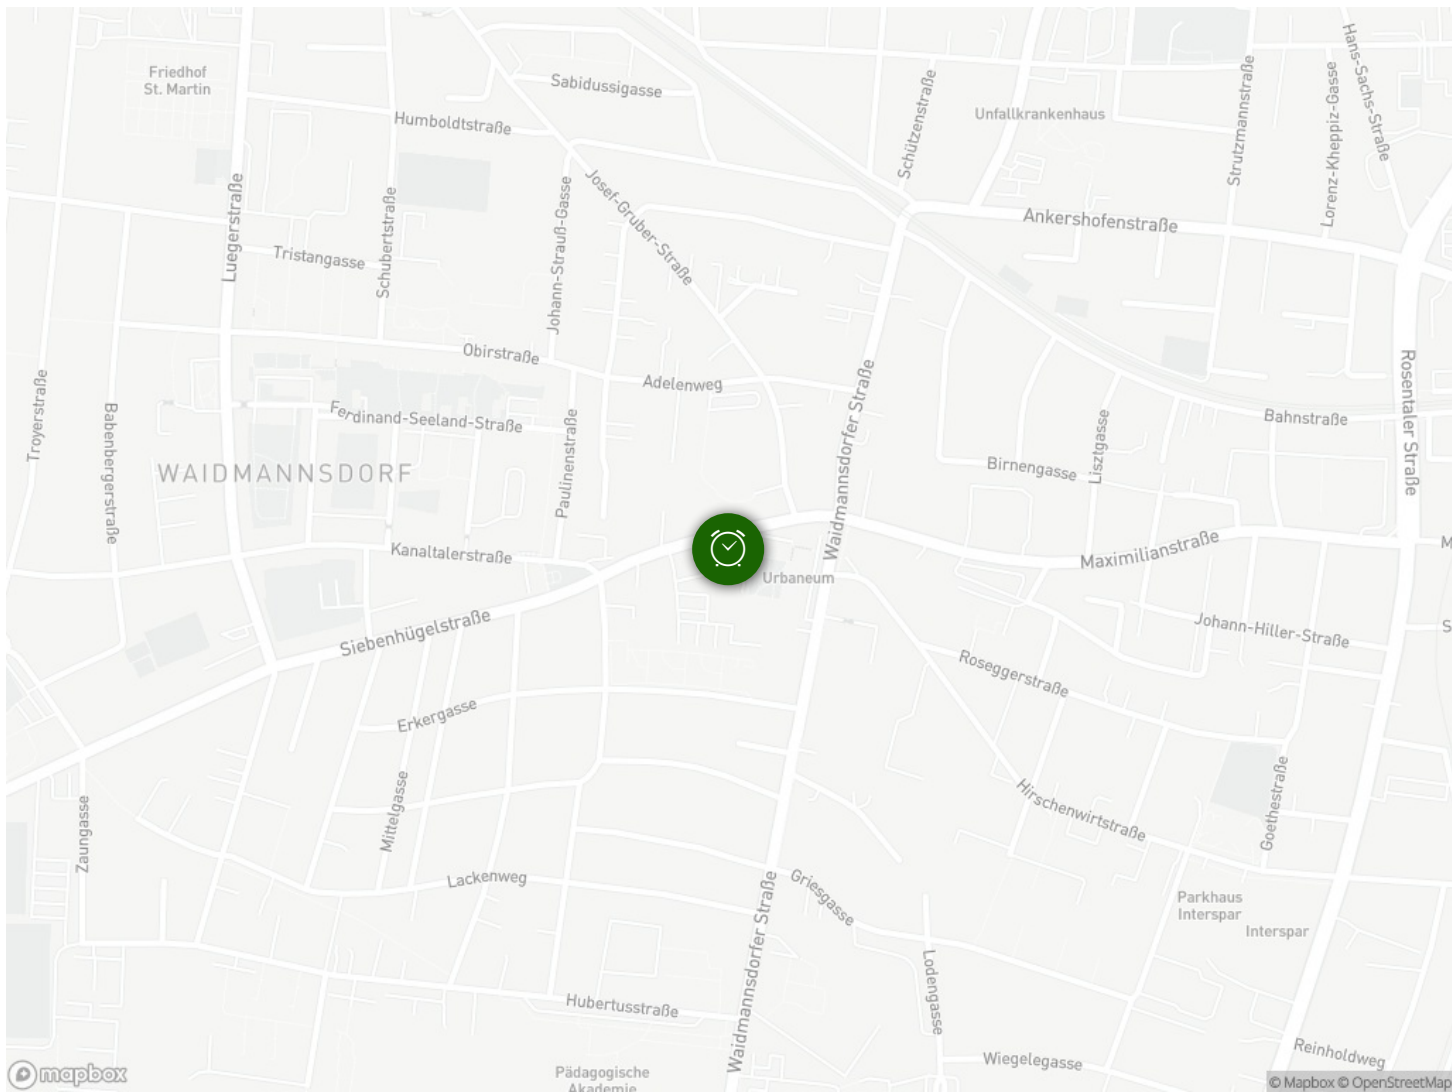 Friedhof
St. Martin
Sabidussigasse
Humboldtstraße
Unfallkrankenhaus
Schützenstraße
Strutzmannstraße
Lorenz-Kheppiz-Gasse
Hans-Sachs-Straße
Luegerstraße
Schubertstraße
Johann-Strauß-Gasse
Josef-Gruber-Straße
Ankershofenstraße
Tristangasse
Obirstraße
Adelenweg
Troyerstraße
Babenbergerstraße
Ferdinand-Seeland-Straße
Paulinenstraße
Waidmannsdorfer Straße
Lisztgasse
Bahnstraße
Rosentaler Straße
WAIDMANNSDORF
Birnengasse
Kanaltalerstraße
Maximilianstraße
M
Urbaneum
Siebenhügelstraße
Johann-Hiller-Straße
S
Roseggerstraße
Erkergasse
Zaungasse
Mittelgasse
Hirschenwirtstraße
Goethestraße
Lackenweg
Griesgasse
Parkhaus
Interspar
Interspar
Waidmannsdorfer Straße
Lodengasse
Hubertusstraße
Reinholdweg
Wiegelegasse
Pädagogische
Akademie
mapbox
© Mapbox © OpenStreetMap